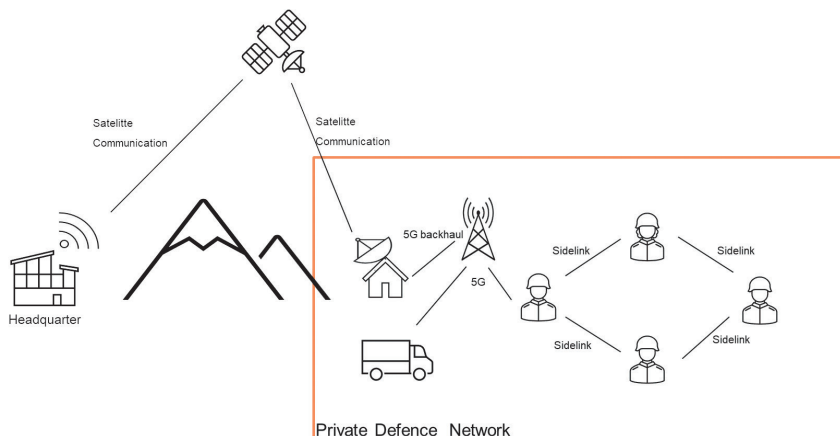 Satelitte
Communication
Satelitte
Communication
Headquarter
5G backhaul
5G
Sidelink
Sidelink
Sidelink
Sidelink
Private Defence Network